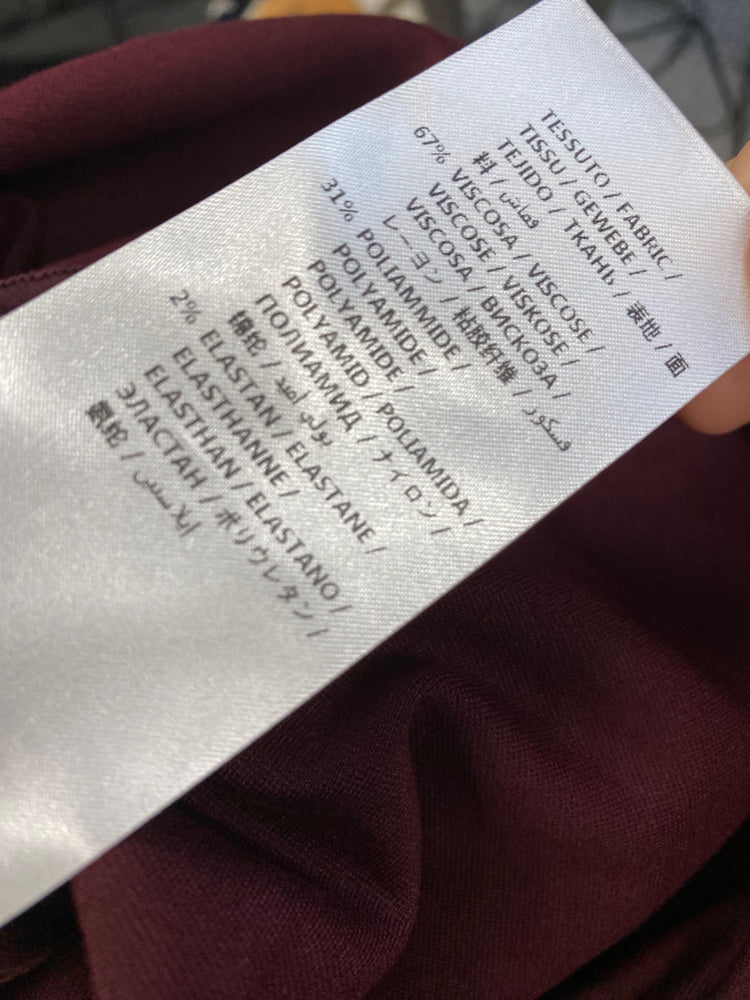 TESSUTO / FABRIC /
TISSU / GEWEBE /
TEJIDO / ТКАНЬ / 表地 / 面
料 / قماش
67% VISCOSA / VISCOSE /
VISCOSE / VISKOSE /
VISCOSA / ВИСКОЗА /
レーヨン / 粘胶纤维 / فسكوز
31% POLIAMMIDE /
POLYAMIDE /
POLYAMIDE /
POLYAMID / POLIAMIDA /
ПОЛИАМИД / ナイロン /
锦纶 / بولي أميد
2% ELASTAN / ELASTANE /
ELASTHANNE /
ELASTHAN / ELASTANO /
ЭЛАСТАН / ポリウレタン /
氨纶 / إيلاستين